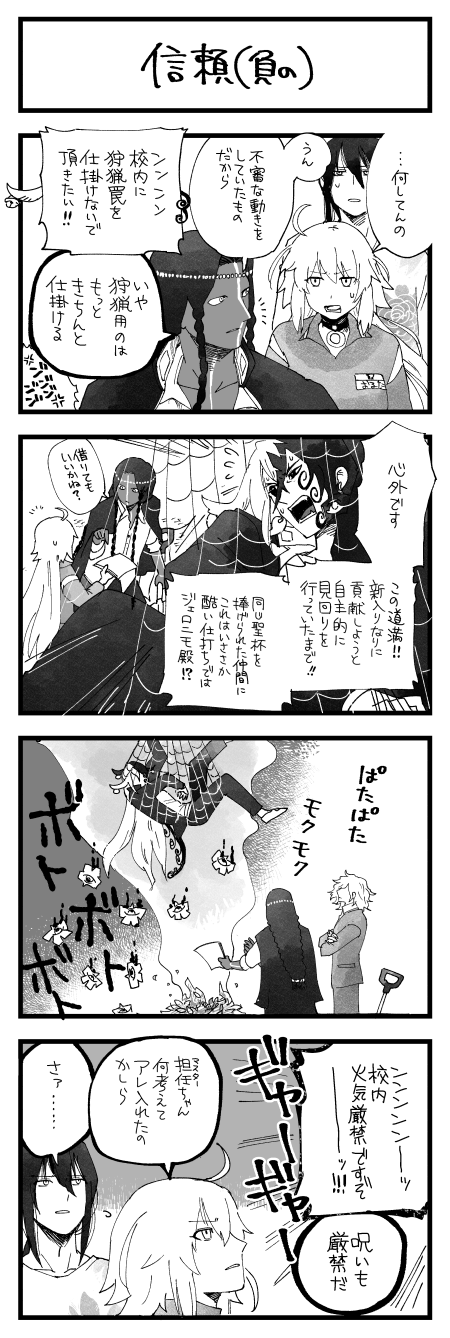 信頼（負の）
…何してんの
うん
不審な動きを
していたもの
だから
ンンンン
校内に
狩猟罠を
仕掛けないで
頂きたい!!
いや
狩猟用のは
もっと
きちんと
仕掛ける
心外です
この道満!!
新入りなりに
貢献しようと
自主的に
見回りを
行っていたまで!!
同じ聖杯を
捧げられた仲間に
これはいささか
酷い仕打ちでは
ジェロニモ殿!?
借りても
いいかね?
ぱたぱた
モクモク
ボト
ボト
ボト
ンンンンンーーッ
校内
火気厳禁ですぞ
ーーッ!!!
ギャー
ギャー
呪いも
厳禁だ
担任ちゃん
マスター
何考えて
アレ入れたの
かしら
さァ……